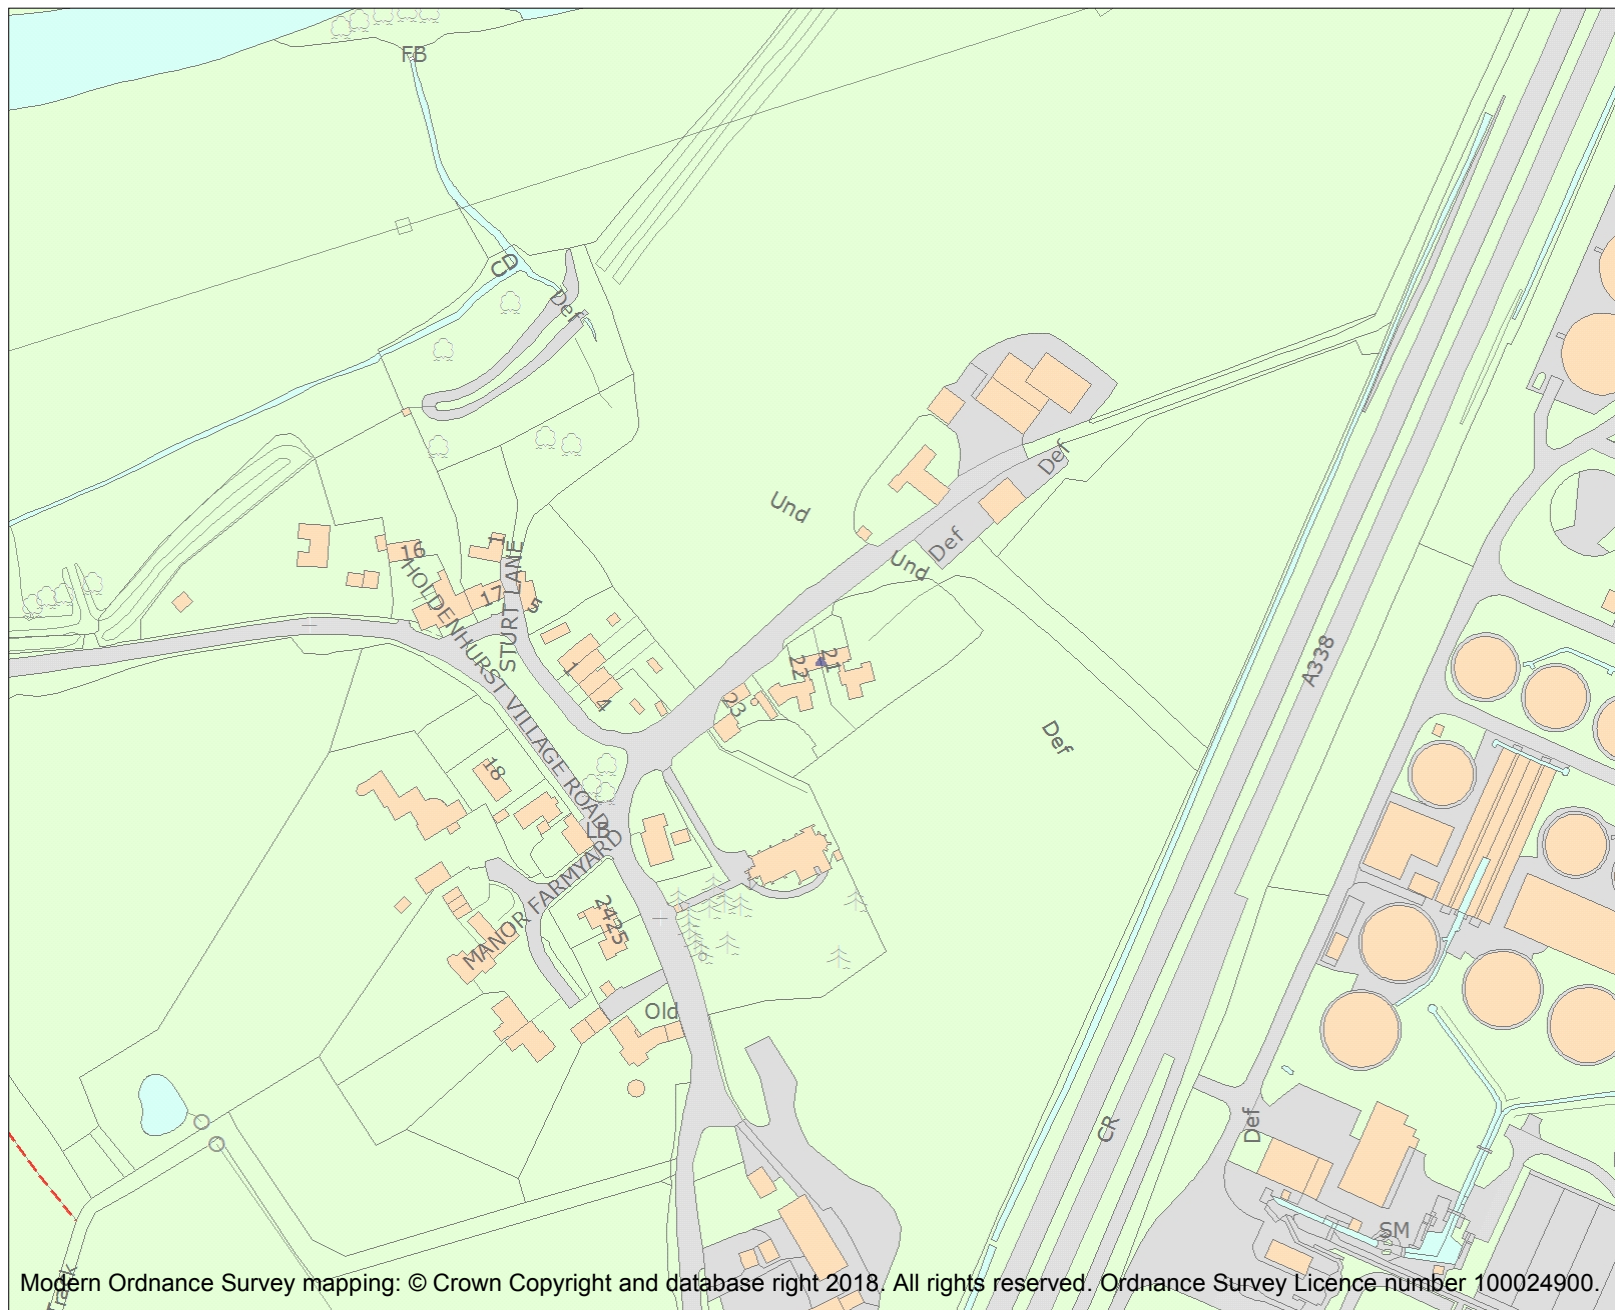 FB
CD
Def
Und
Def
Def
Und
16
1
17
5
HOLDENHURST VILLAGE ROAD
STURT LANE
1
4
22
21
23
A338
Def
18
LB
MANOR FARMYARD
2425
Old
CR
Def
SM
Track
Modern Ordnance Survey mapping: © Crown Copyright and database right 2018. All rights reserved. Ordnance Survey Licence number 100024900.